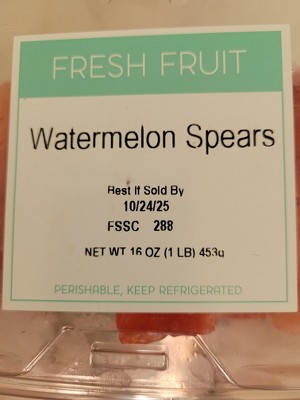 FRESH FRUIT
Watermelon Spears
Best If Sold By
10/24/25
FSSC 288
NET WT 16 OZ (1 LB) 453g
PERISHABLE, KEEP REFRIGERATED